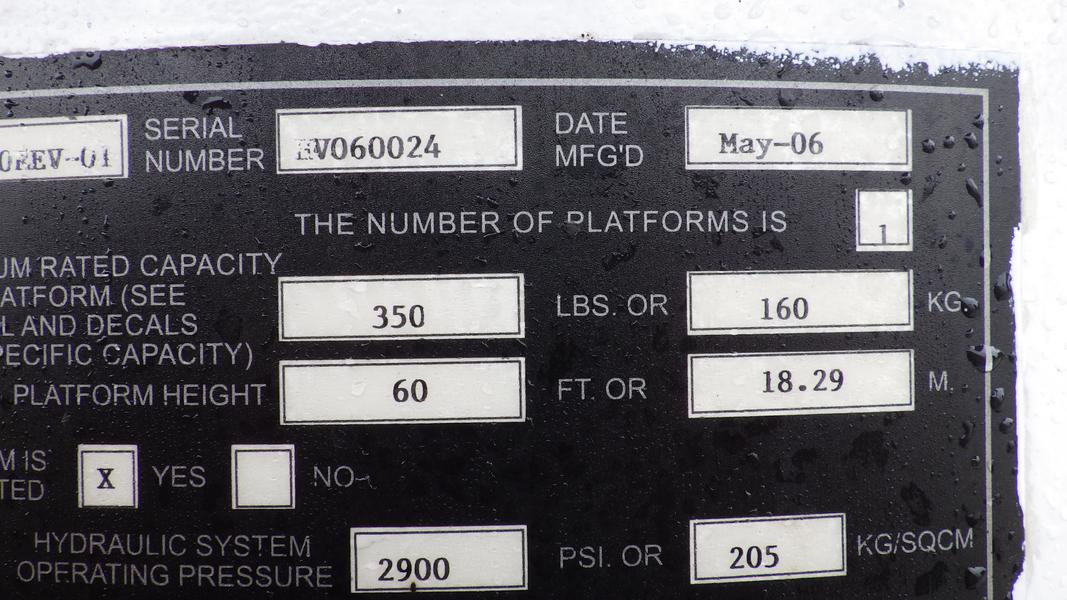 0REV-01 SERIAL NUMBER EV060024 DATE MFG'D May-06
THE NUMBER OF PLATFORMS IS 1
UM RATED CAPACITY
ATFORM (SEE
L AND DECALS
PECIFIC CAPACITY) 350 LBS. OR 160 KG
PLATFORM HEIGHT 60 FT. OR 18.29 M.
M IS
TED X YES NO
HYDRAULIC SYSTEM
OPERATING PRESSURE 2900 PSI. OR 205 KG/SQCM